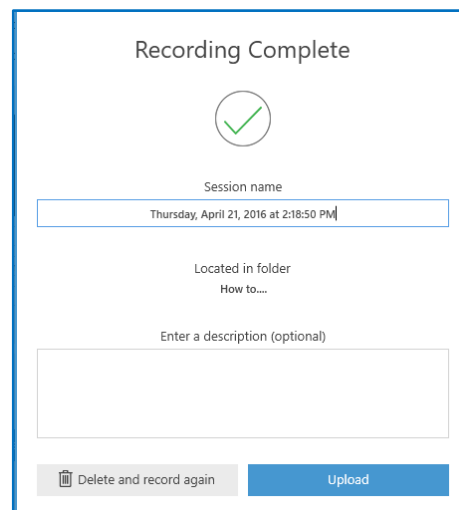 Recording Complete
Session name
Thursday, April 21, 2016 at 2:18:50 PM
Located in folder
How to....
Enter a description (optional)
Delete and record again
Upload